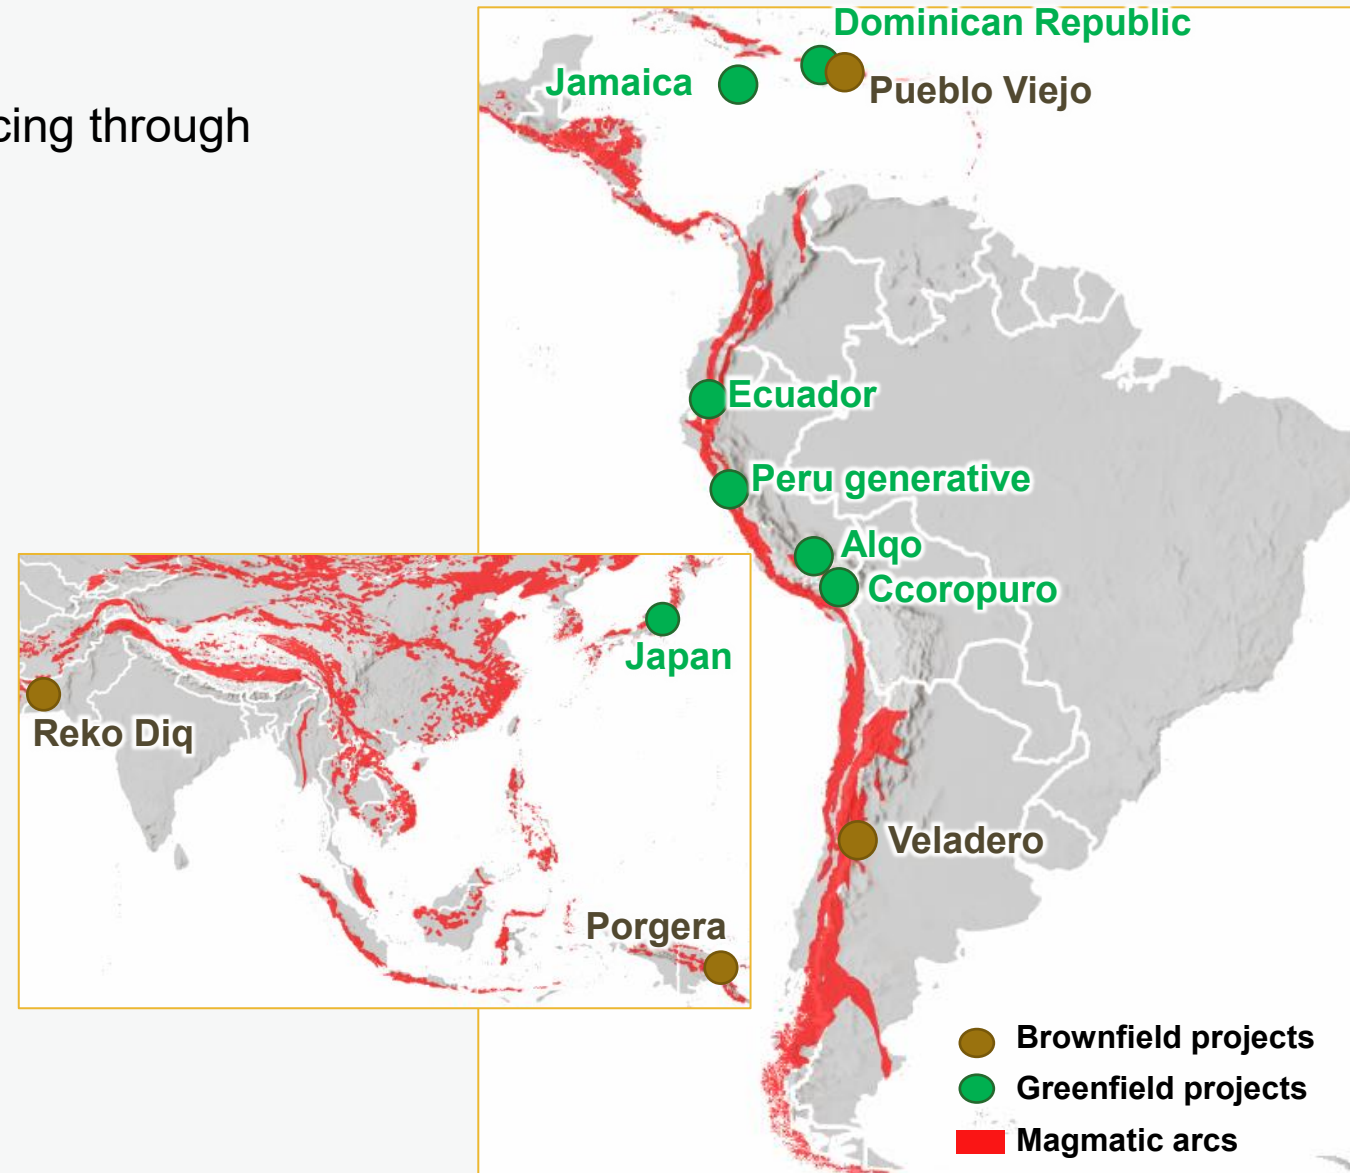 cing through
Dominican Republic
Jamaica
Pueblo Viejo
Ecuador
Peru generative
Alqo
Ccoropuro
Japan
Reko Diq
Veladero
Porgera
Brownfield projects
Greenfield projects
Magmatic arcs